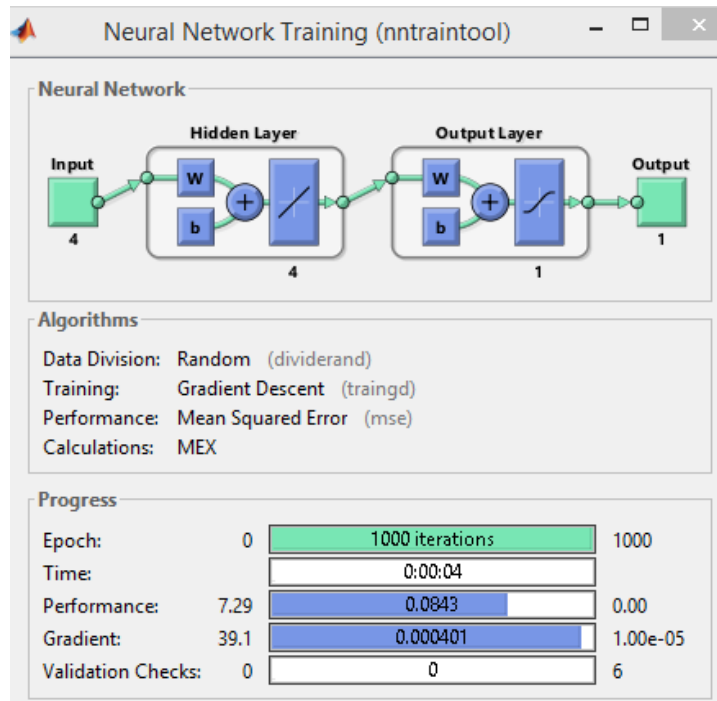 Neural Network Training (nntraintool)
Neural Network
Hidden Layer Output Layer
Input Output
W W
b b
4 1
4 1
Algorithms
Data Division: Random (dividerand)
Training: Gradient Descent (traingd)
Performance: Mean Squared Error (mse)
Calculations: MEX
Progress
Epoch: 0 1000 iterations 1000
Time: 0:00:04
Performance: 7.29 0.0843 0.00
Gradient: 39.1 0.000401 1.00e-05
Validation Checks: 0 0 6